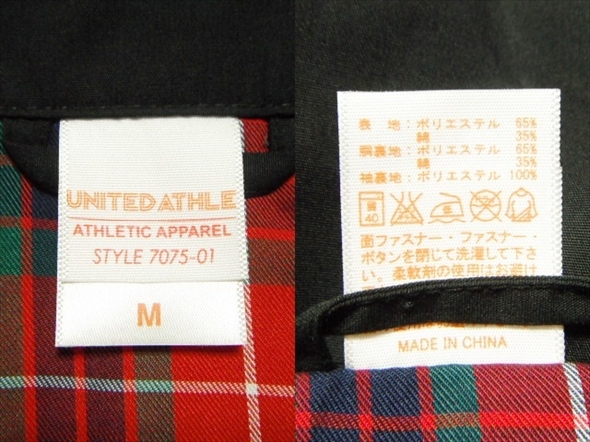 UNITED ATHLE
ATHLETIC APPAREL
STYLE 7075-01
M
表 地：ポリエステル 65%
綿 35%
胴裏地：ポリエステル 65%
綿 35%
袖裏地：ポリエステル 100%
40
面ファスナー・ファスナー・
ボタンを閉じて洗濯して下さ
い。柔軟剤の使用はお避け
MADE IN CHINA